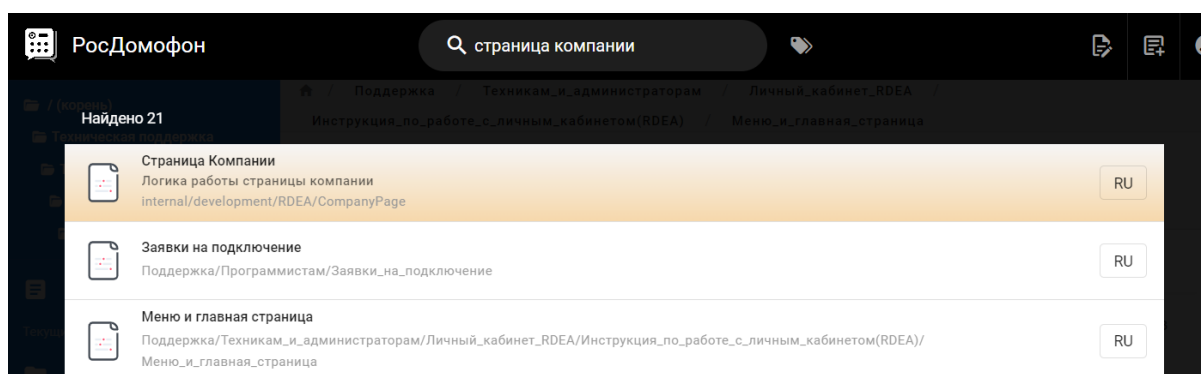 РосДомофон
страница компании
/ (корень)
/ Поддержка / Техникам_и_администраторам / Личный_кабинет_RDEA /
Найдено 21
Инструкция_по_работе_с_личным_кабинетом(RDEA) / Меню_и_главная_страница
Техническая поддержка
Страница Компании
Логика работы страницы компании
internal/development/RDEA/CompanyPage
RU
Заявки на подключение
Поддержка/Программистам/Заявки_на_подключение
RU
Меню и главная страница
Поддержка/Техникам_и_администраторам/Личный_кабинет_RDEA/Инструкция_по_работе_с_личным_кабинетом(RDEA)/
Меню_и_главная_страница
RU